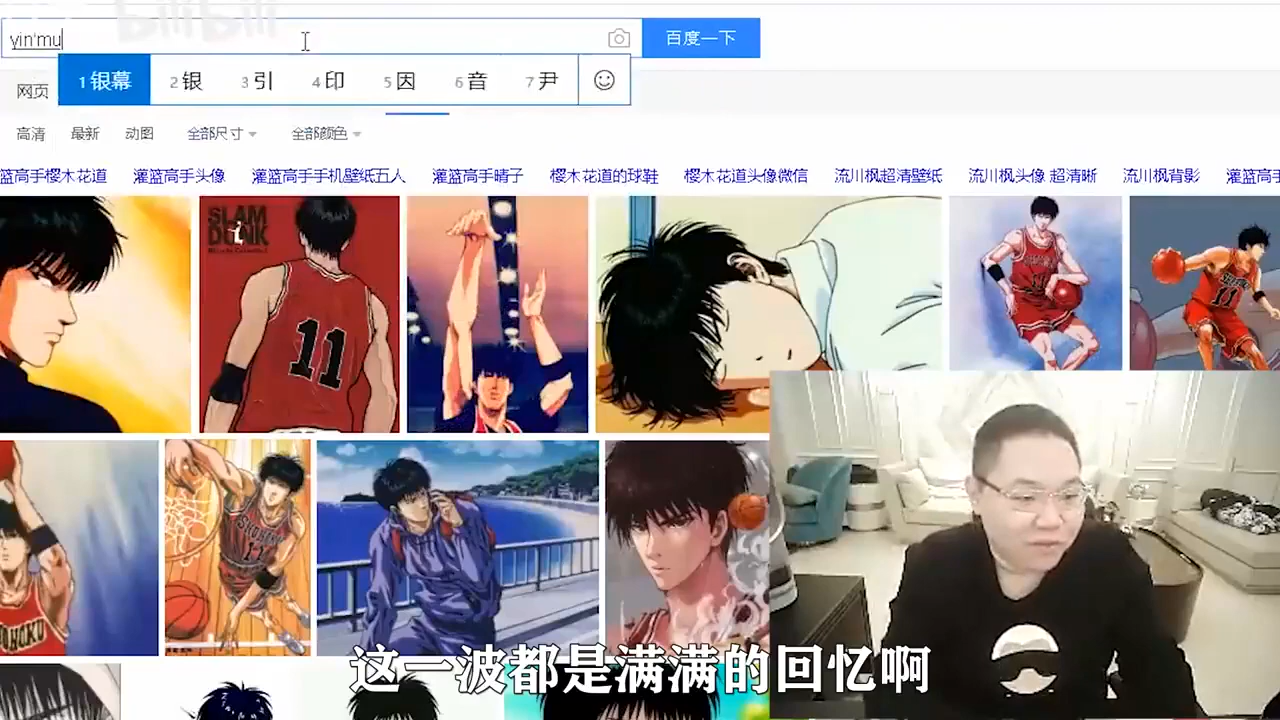 bilibili
yin'mu
百度一下
1银幕 2银 3引 4印 5因 6音 7尹
网页
高清 最新 动图 全部尺寸 全部颜色
篮高手樱木花道 灌篮高手头像 灌篮高手手机壁纸五人 灌篮高手晴子 樱木花道的球鞋 樱木花道头像微信 流川枫超清壁纸 流川枫头像 超清晰 流川枫背影 灌篮高手
SLAM
DUNK
11
11
11
这一波都是满满的回忆啊